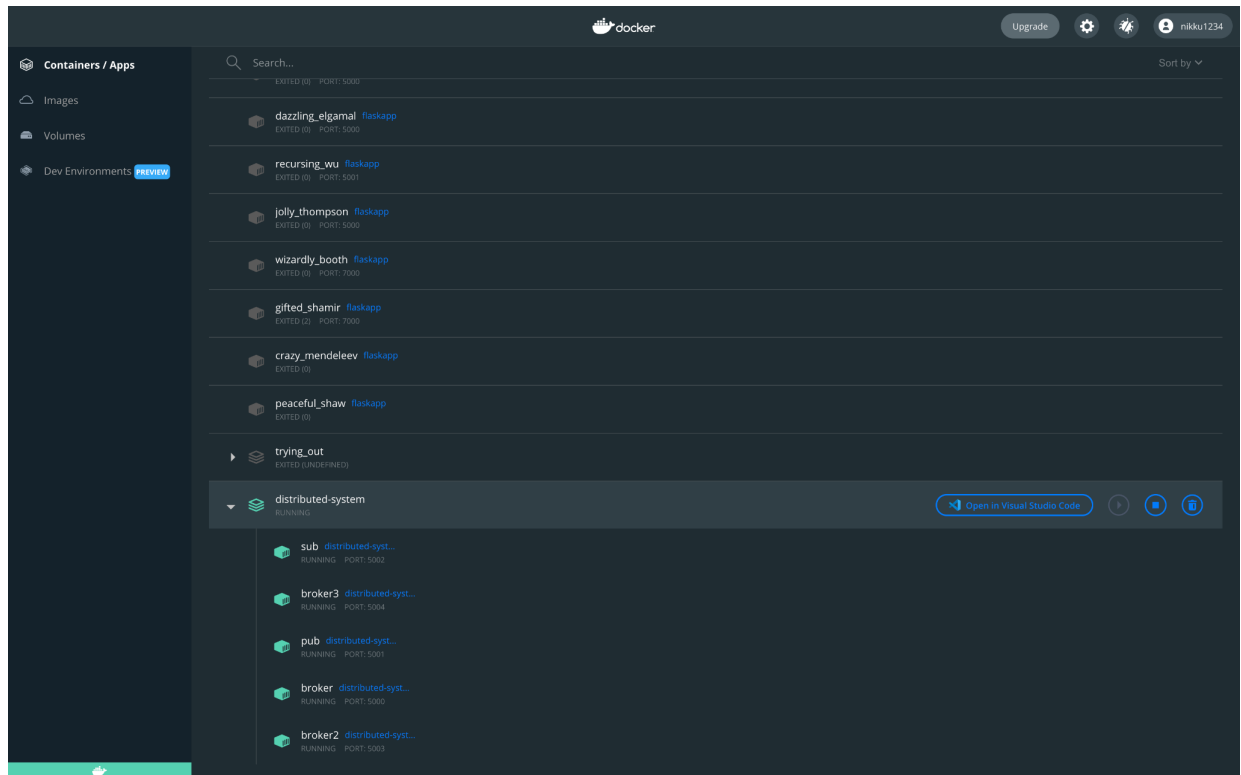 docker
Upgrade
nikku1234
Containers / Apps
Images
Volumes
Dev Environments PREVIEW
Search...
Sort by
EXITED (0) PORT: 5000
dazzling_elgamal flaskapp
EXITED (0) PORT: 5000
recursing_wu flaskapp
EXITED (0) PORT: 5001
jolly_thompson flaskapp
EXITED (0) PORT: 5000
wizardly_booth flaskapp
EXITED (0) PORT: 7000
gifted_shamir flaskapp
EXITED (2) PORT: 7000
crazy_mendeleev flaskapp
EXITED (0)
peaceful_shaw flaskapp
EXITED (0)
trying_out
EXITED (UNDEFINED)
distributed-system
RUNNING
Open in Visual Studio Code
sub distributed-syst...
RUNNING PORT: 5002
broker3 distributed-syst...
RUNNING PORT: 5004
pub distributed-syst...
RUNNING PORT: 5001
broker distributed-syst...
RUNNING PORT: 5000
broker2 distributed-syst...
RUNNING PORT: 5003